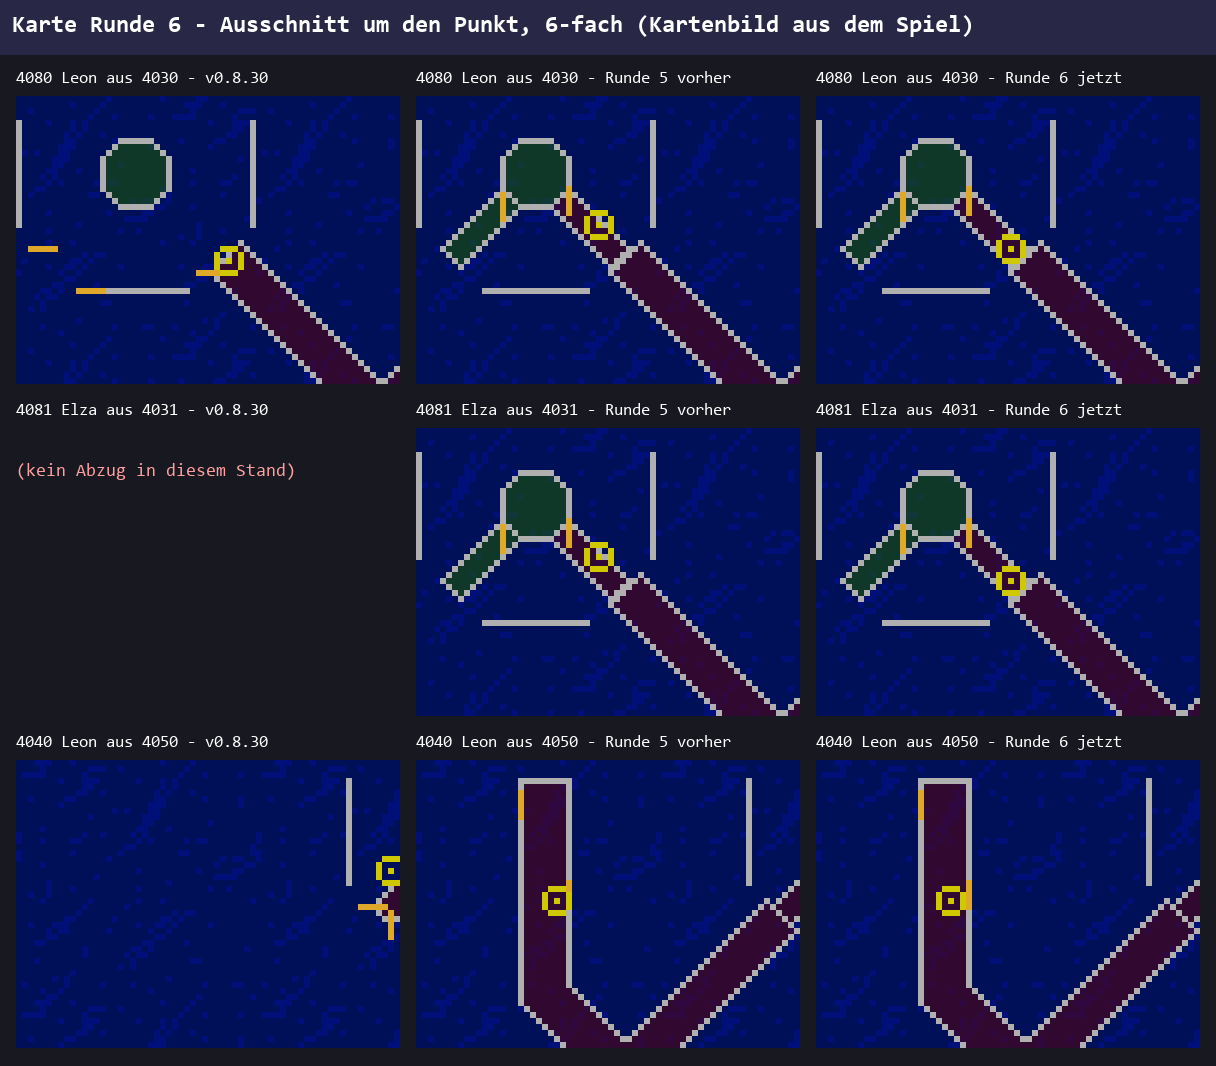 Karte Runde 6 - Ausschnitt um den Punkt, 6-fach (Kartenbild aus dem Spiel)
4080 Leon aus 4030 - v0.8.30
4080 Leon aus 4030 - Runde 5 vorher
4080 Leon aus 4030 - Runde 6 jetzt
4081 Elza aus 4031 - v0.8.30
4081 Elza aus 4031 - Runde 5 vorher
4081 Elza aus 4031 - Runde 6 jetzt
(kein Abzug in diesem Stand)
4040 Leon aus 4050 - v0.8.30
4040 Leon aus 4050 - Runde 5 vorher
4040 Leon aus 4050 - Runde 6 jetzt